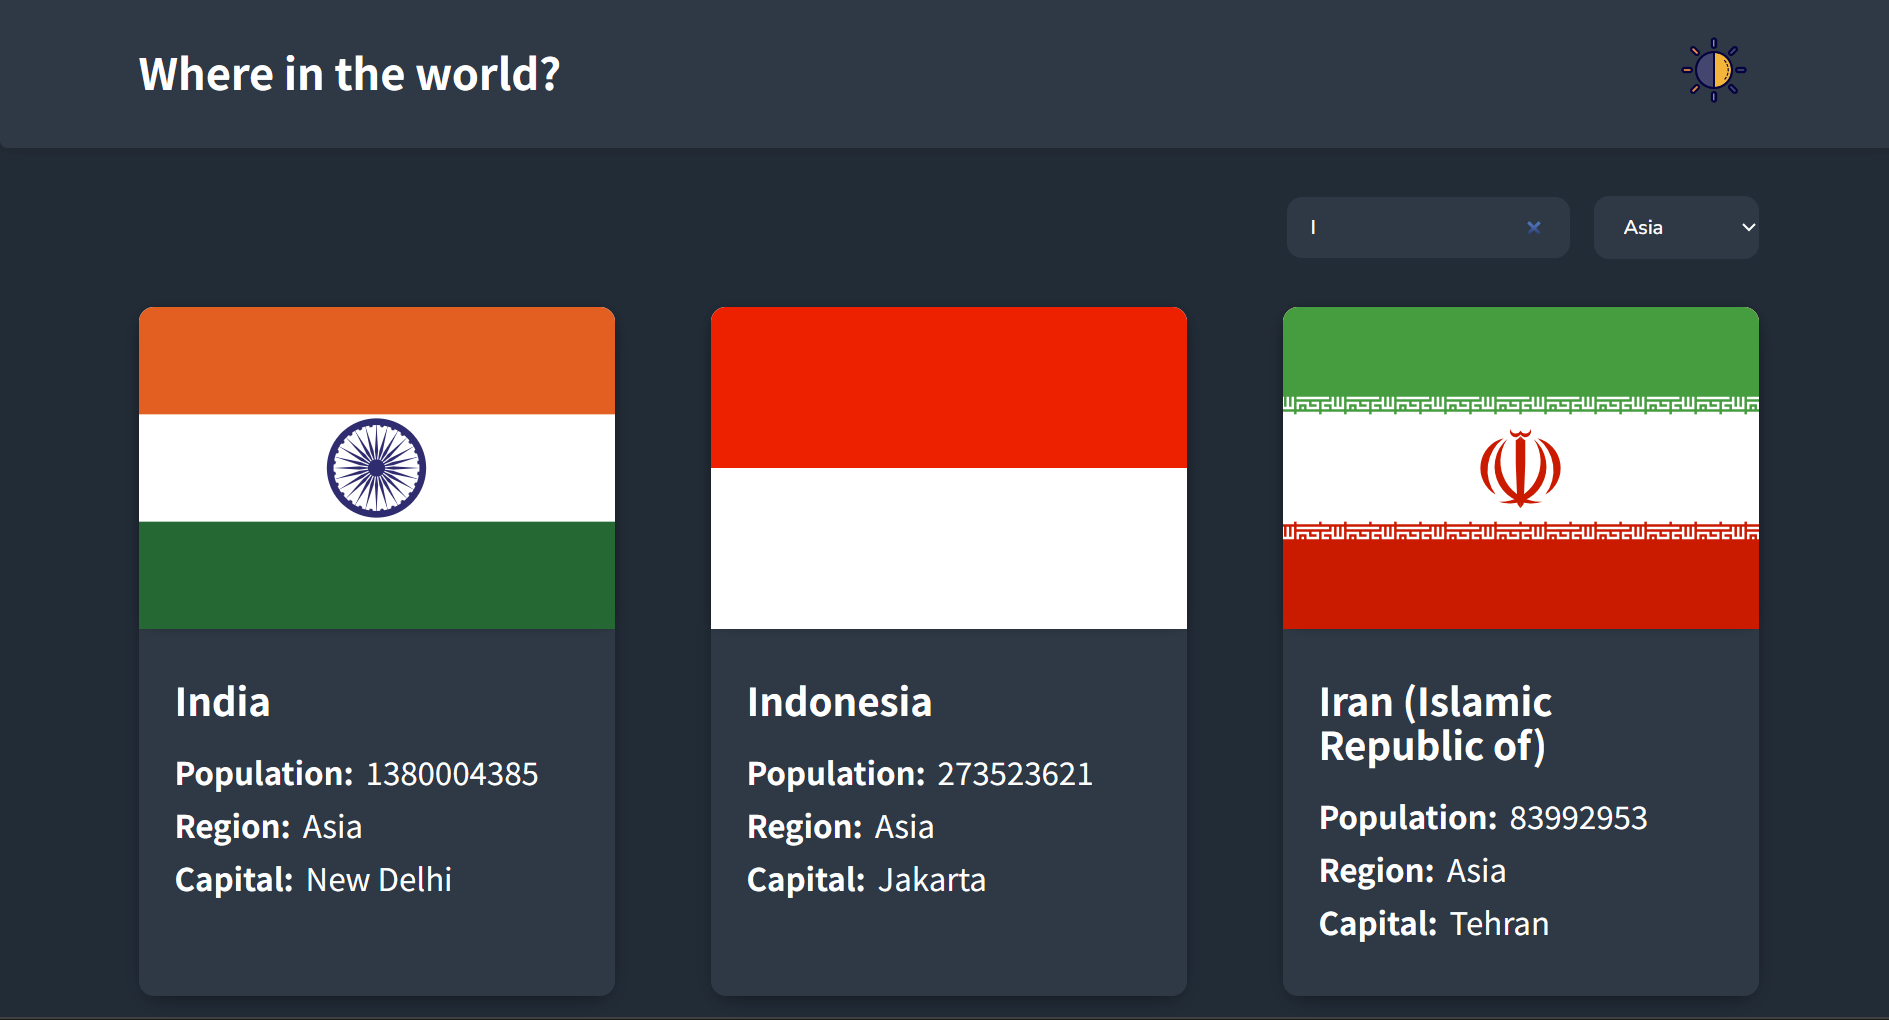 Where in the world?
I
Asia
India
Population: 1380004385
Region: Asia
Capital: New Delhi
Indonesia
Population: 273523621
Region: Asia
Capital: Jakarta
Iran (Islamic
Republic of)
Population: 83992953
Region: Asia
Capital: Tehran